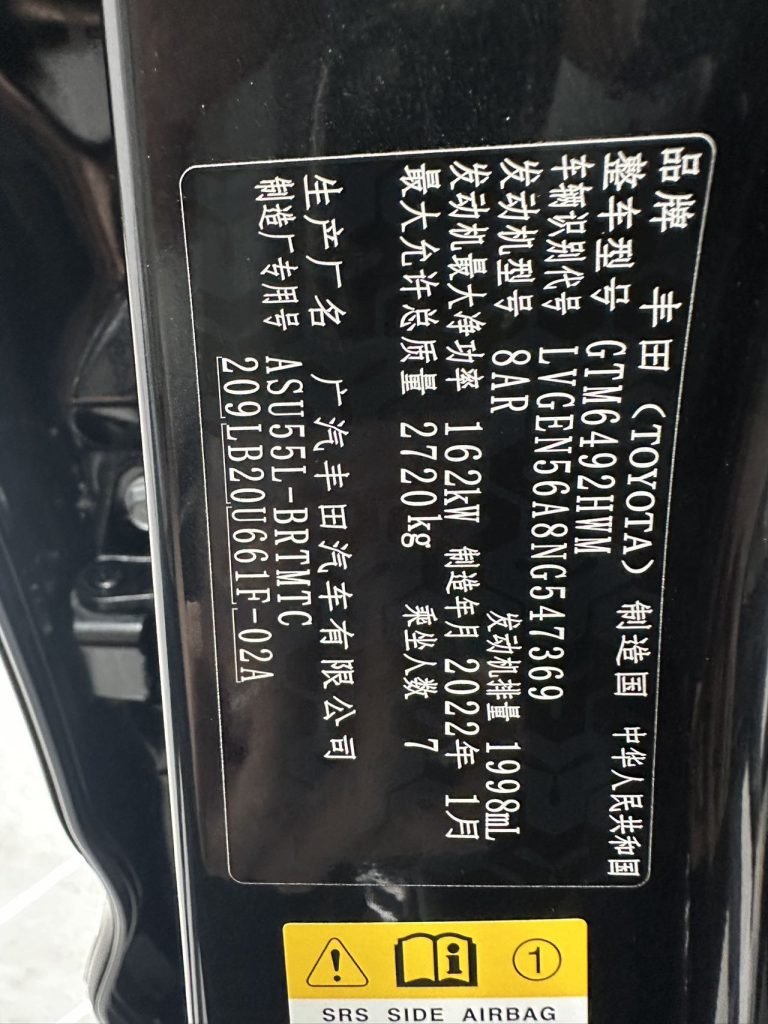 品牌 丰田(TOYOTA) 制造国 中华人民共和国
整车型号 GTM6492HWM
车辆识别代号 LVGEN56A8NG547369
发动机型号 8AR 发动机排量 1998mL
发动机最大净功率 162kW 制造年月 2022年 1月
最大允许总质量 2720kg 乘坐人数 7
生产厂名 广汽丰田汽车有限公司
制造厂专用号 ASU55L-BRTMTC
209LB20U661F-02A
1
SRS SIDE AIRBAG